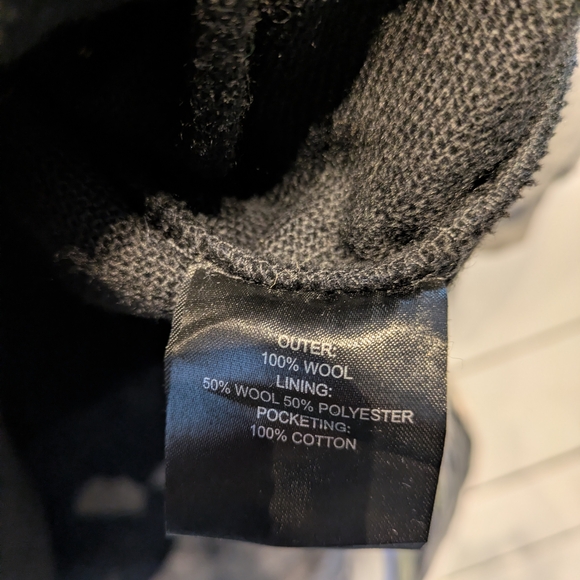 OUTER:
100% WOOL
LINING:
50% WOOL 50% POLYESTER
POCKETING:
100% COTTON